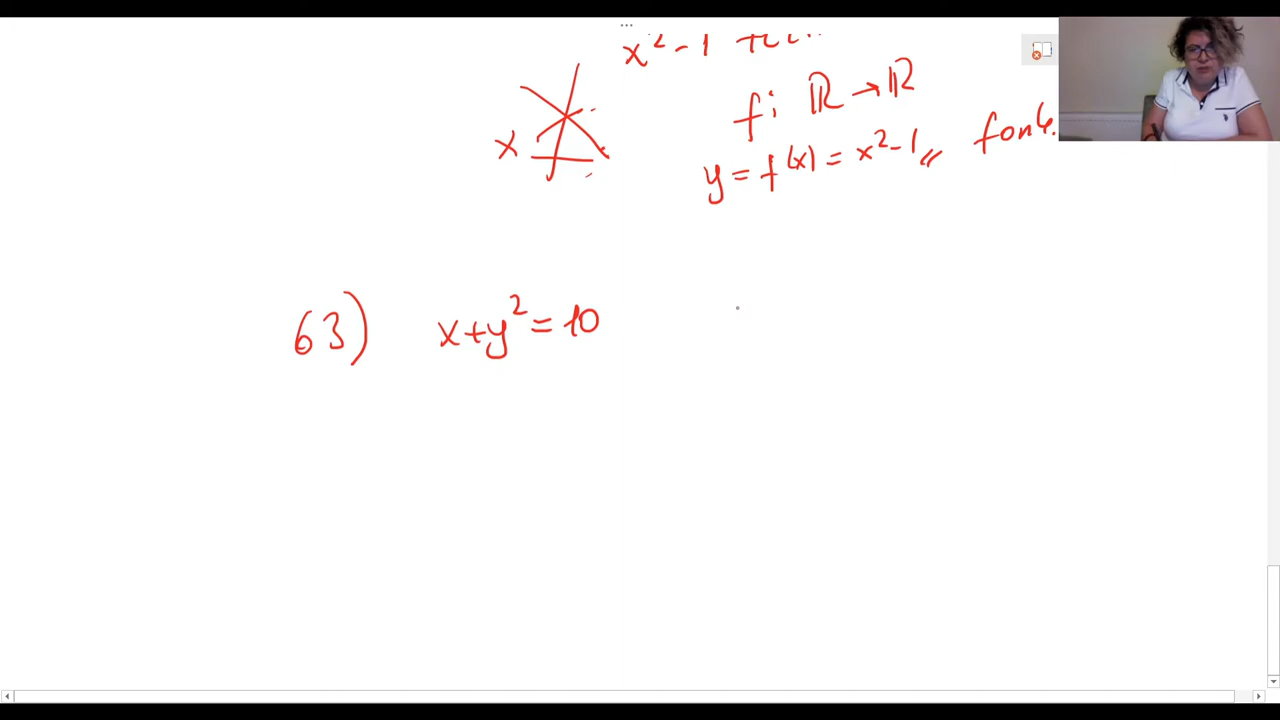 x²-1
f: ℝ→ℝ
y = f(x) = x²-1 // fonk.
63) x+y² = 10
x